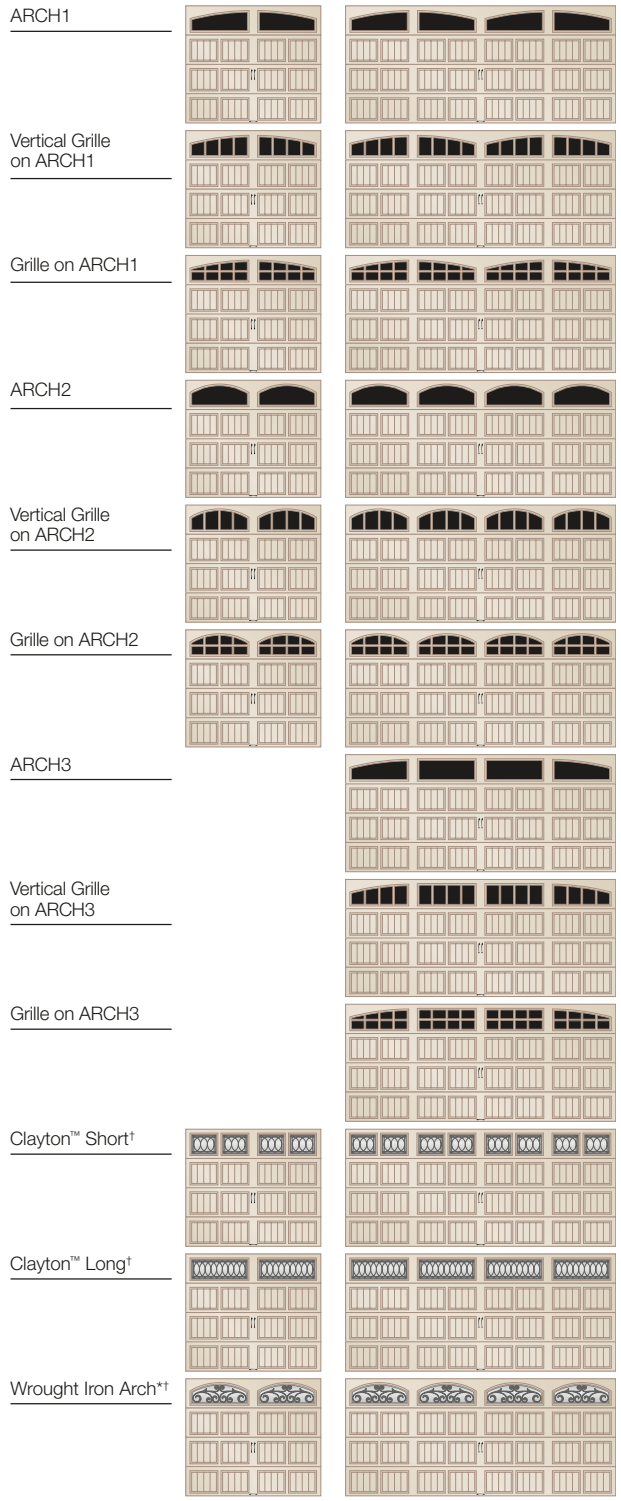 ARCH1
Vertical Grille
on ARCH1
Grille on ARCH1
ARCH2
Vertical Grille
on ARCH2
Grille on ARCH2
ARCH3
Vertical Grille
on ARCH3
Grille on ARCH3
Clayton™ Short†
Clayton™ Long†
Wrought Iron Arch*†